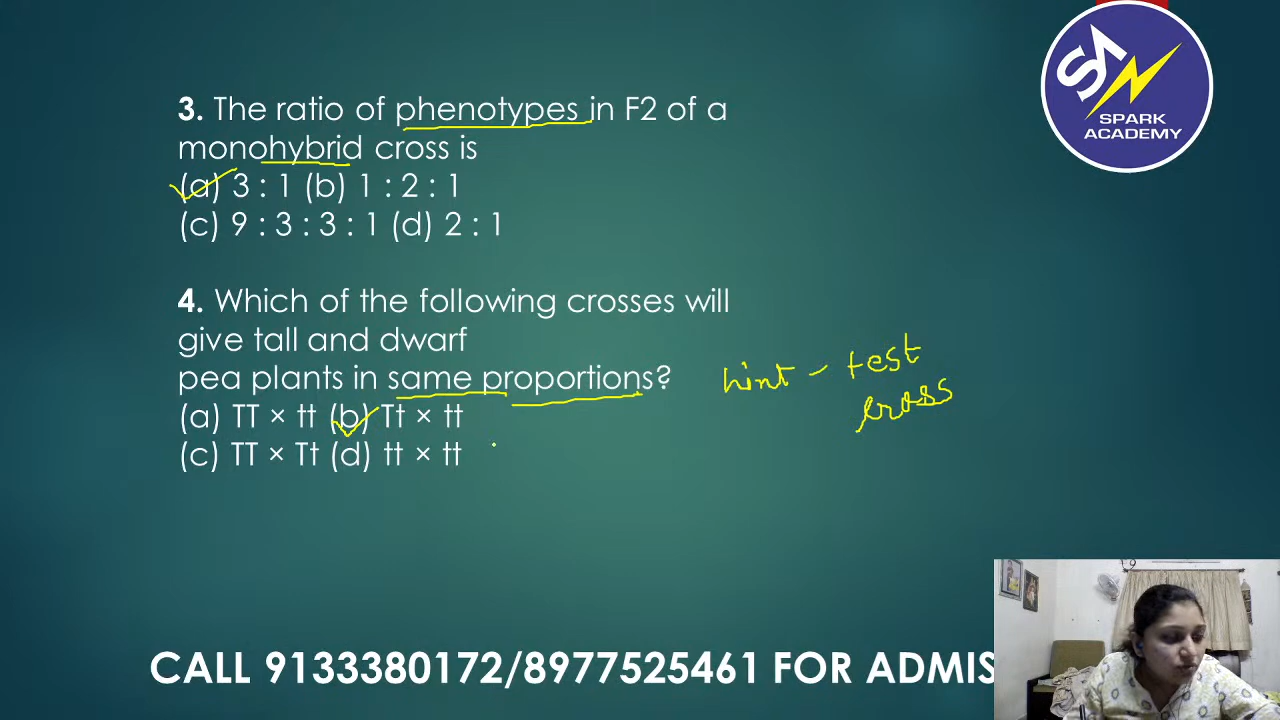 SPARK
ACADEMY
3. The ratio of phenotypes in F2 of a
monohybrid cross is
(a) 3 : 1 (b) 1 : 2 : 1
(c) 9 : 3 : 3 : 1 (d) 2 : 1
4. Which of the following crosses will
give tall and dwarf
pea plants in same proportions?
hint – test
cross
(a) TT × tt (b) Tt × tt
(c) TT × Tt (d) tt × tt
CALL 9133380172/8977525461 FOR ADMIS